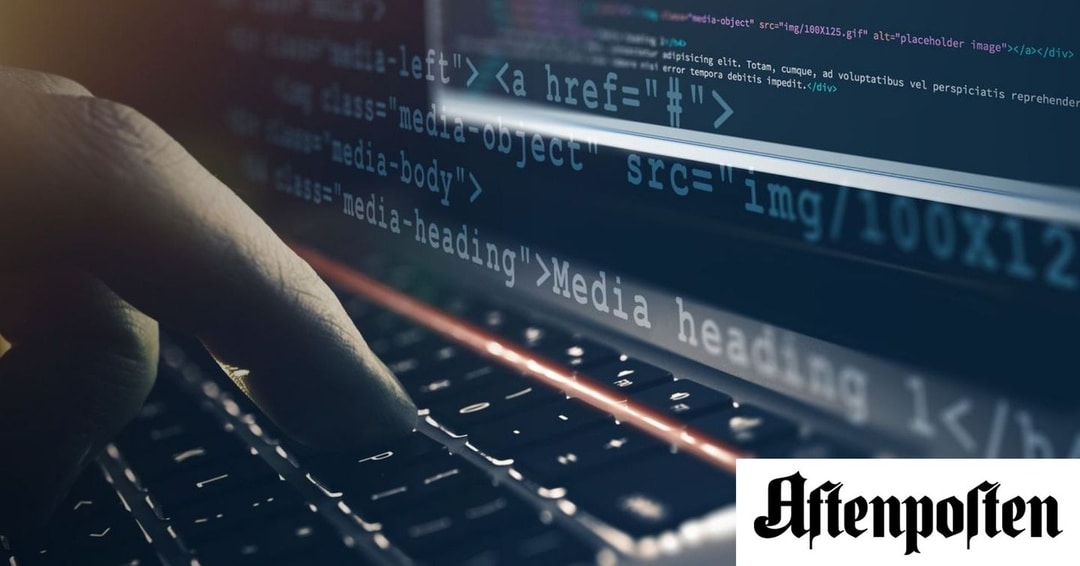 class="media-object" src="img/100X125.gif" alt="placeholder image"></a></div>
adipisicing elit. Totam, cumque, ad voluptatibus vel perspiciatis reprehender
error tempora debitis impedit.</div>
media-left"> <a href="#">
class="media-object" src="img/100X12
class="media-body">
class="media-heading">Media heading 1</h
Aftenposten